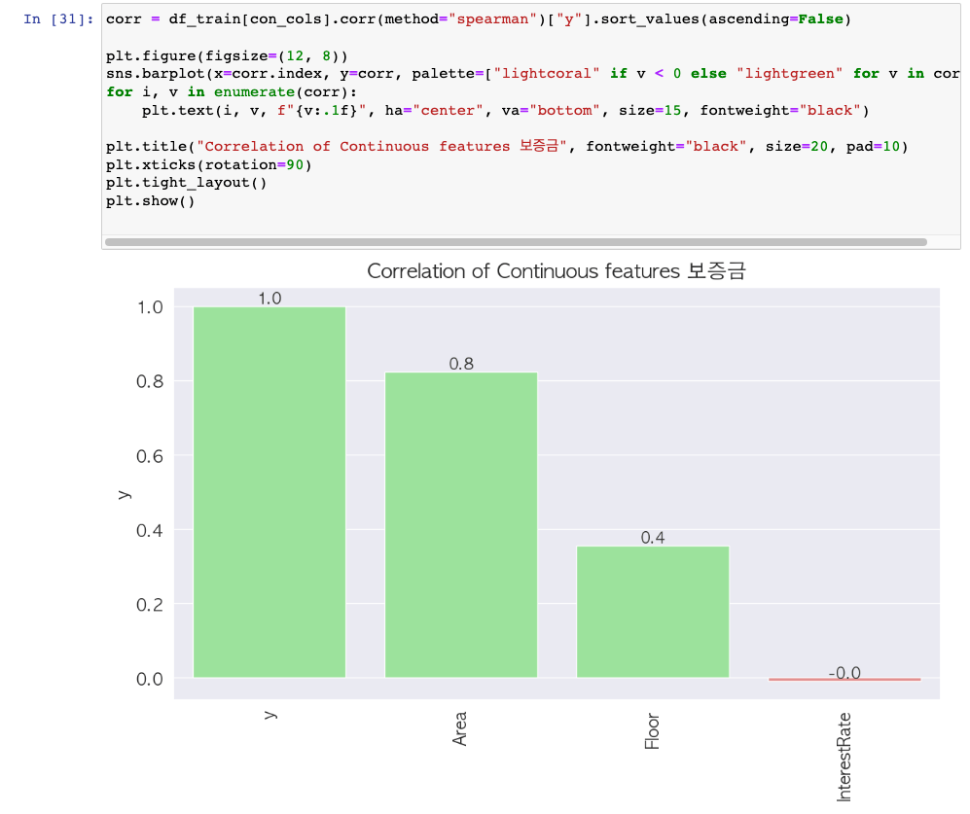 In [31]: corr = df_train[con_cols].corr(method="spearman")["y"].sort_values(ascending=False)
plt.figure(figsize=(12, 8))
sns.barplot(x=corr.index, y=corr, palette=["lightcoral" if v < 0 else "lightgreen" for v in cor
for i, v in enumerate(corr):
    plt.text(i, v, f"{v:.1f}", ha="center", va="bottom", size=15, fontweight="black")
plt.title("Correlation of Continuous features 보증금", fontweight="black", size=20, pad=10)
plt.xticks(rotation=90)
plt.tight_layout()
plt.show()
Correlation of Continuous features 보증금
1.0
0.8
0.6
0.4
0.2
0.0
y
1.0
0.8
0.4
-0.0
y
Area
Floor
InterestRate